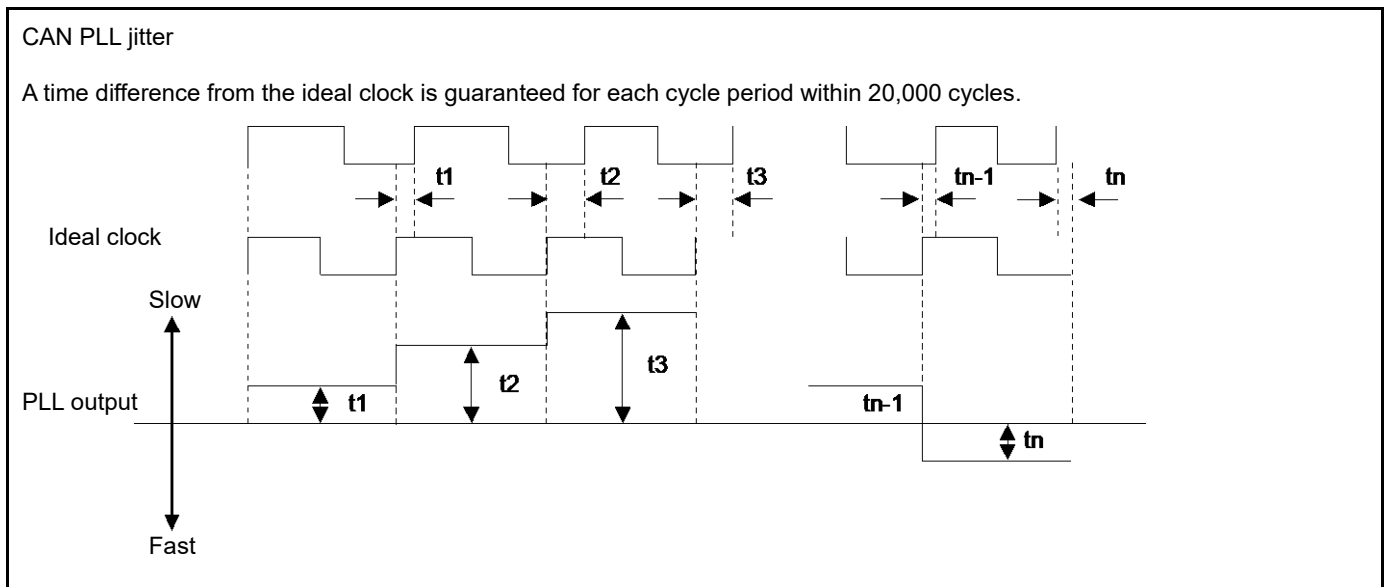 CAN PLL jitter
A time difference from the ideal clock is guaranteed for each cycle period within 20,000 cycles.
t1
t2
t3
tn-1
tn
Ideal clock
Slow
t1
t2
t3
PLL output
tn-1
tn
Fast